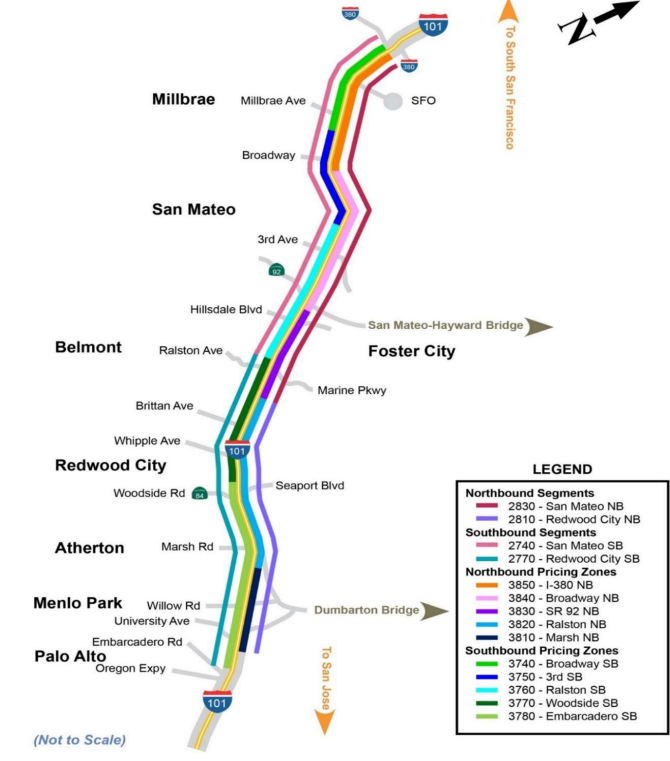 380
101
N
To South San Francisco
380
Millbrae
Millbrae Ave
SFO
Broadway
San Mateo
3rd Ave
92
Hillsdale Blvd
San Mateo-Hayward Bridge
Belmont
Ralston Ave
Foster City
Marine Pkwy
Brittan Ave
Whipple Ave
101
Redwood City
Woodside Rd
84
Seaport Blvd
Atherton
Marsh Rd
Menlo Park
Willow Rd
University Ave
Dumbarton Bridge
Embarcadero Rd
Palo Alto
Oregon Expy
To San Jose
101
(Not to Scale)
LEGEND
Northbound Segments
2830 - San Mateo NB
2810 - Redwood City NB
Southbound Segments
2740 - San Mateo SB
2770 - Redwood City SB
Northbound Pricing Zones
3850 - I-380 NB
3840 - Broadway NB
3830 - SR 92 NB
3820 - Ralston NB
3810 - Marsh NB
Southbound Pricing Zones
3740 - Broadway SB
3750 - 3rd SB
3760 - Ralston SB
3770 - Woodside SB
3780 - Embarcadero SB